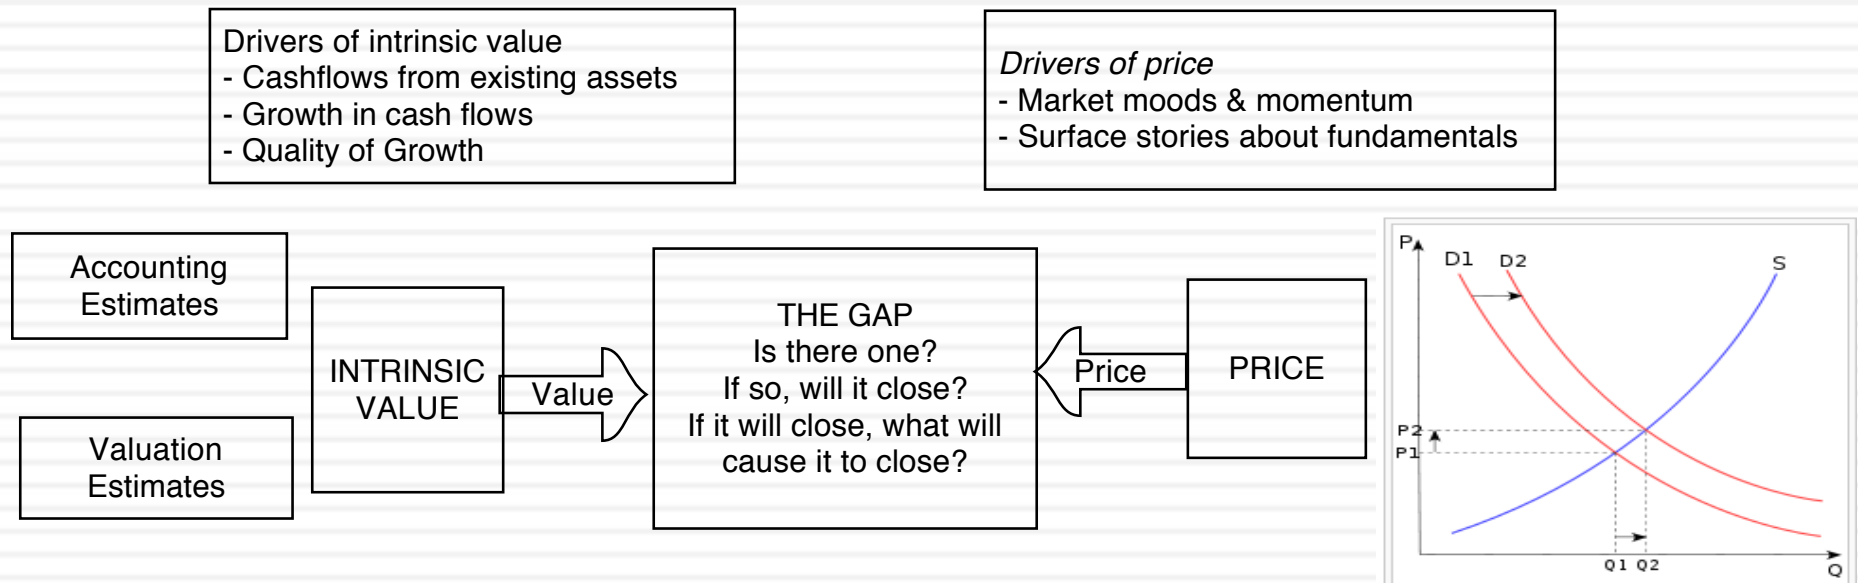 Drivers of intrinsic value
- Cashflows from existing assets
- Growth in cash flows
- Quality of Growth
Drivers of price
- Market moods & momentum
- Surface stories about fundamentals
Accounting
Estimates
Valuation
Estimates
INTRINSIC
VALUE
Value
THE GAP
Is there one?
If so, will it close?
If it will close, what will
cause it to close?
Price
PRICE
P
D1
D2
S
P2
P1
Q1
Q2
Q